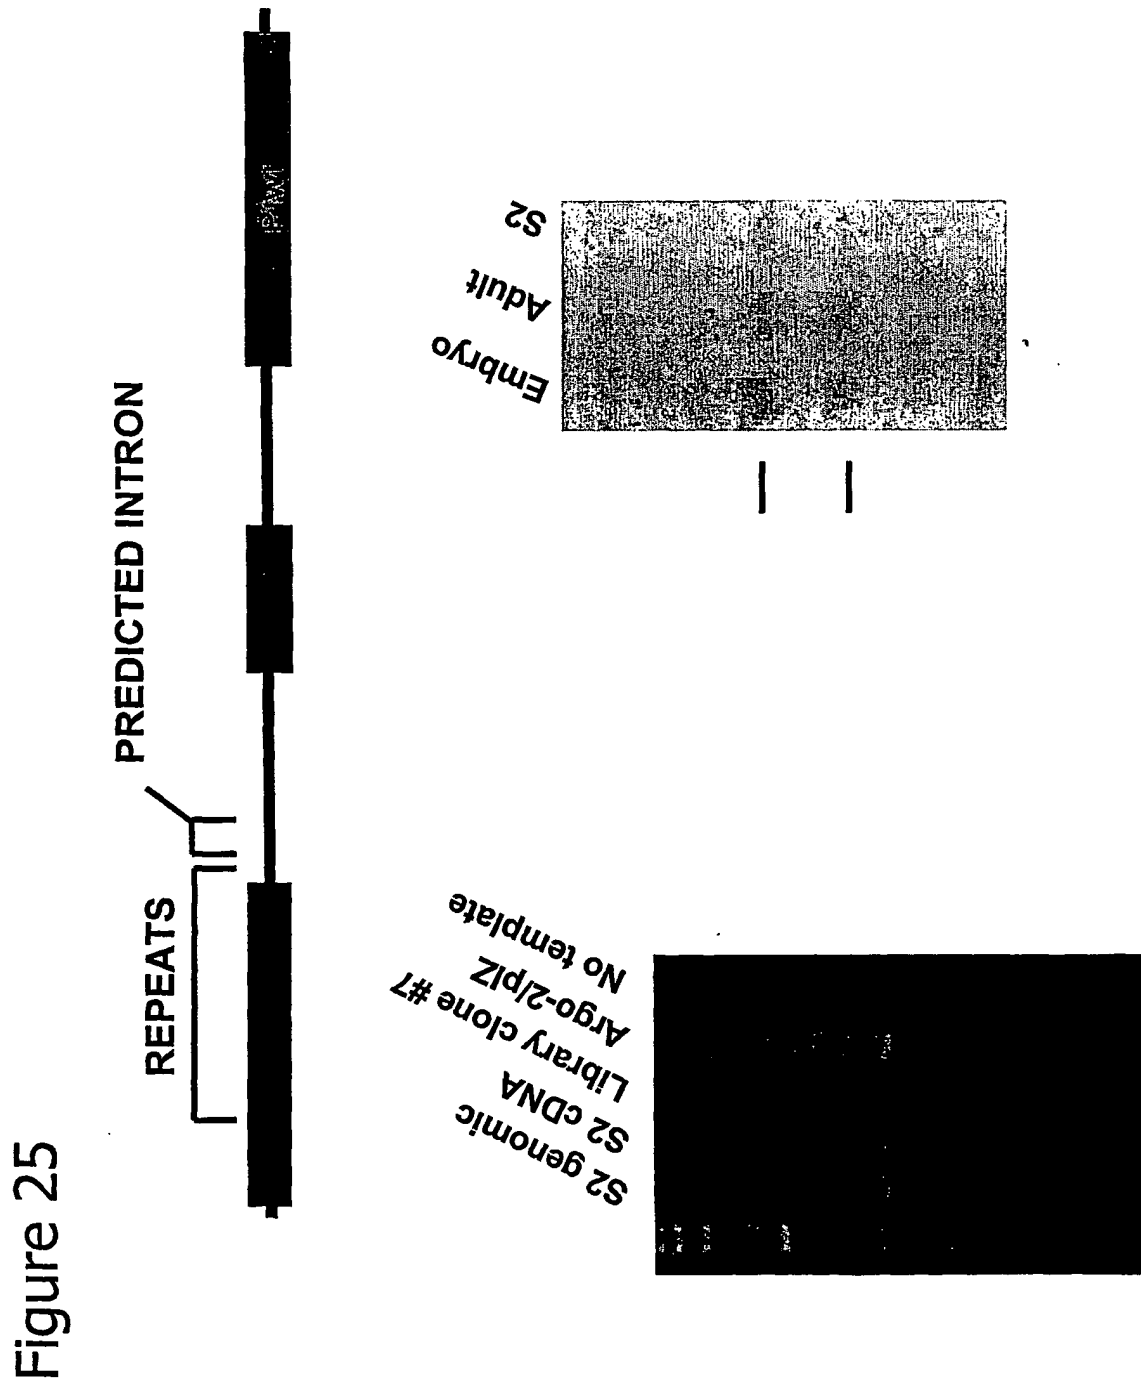 Figure 25
REPEATS
PREDICTED INTRON
PIWI
S2 genomic
S2 cDNA
Library clone #7
Argo-2/plZ
No template
Embryo
Adult
S2